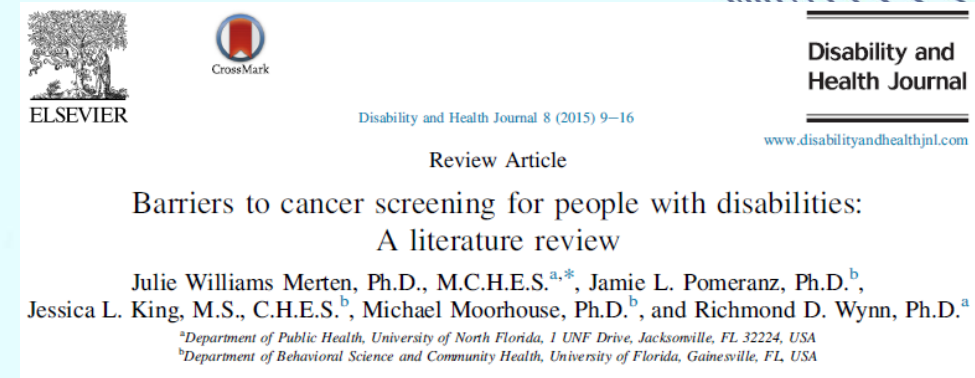 ELSEVIER
CrossMark
Disability and
Health Journal
Disability and Health Journal 8 (2015) 9–16
www.disabilityandhealthjnl.com
Review Article
Barriers to cancer screening for people with disabilities:
A literature review
Julie Williams Merten, Ph.D., M.C.H.E.S.a,*, Jamie L. Pomeranz, Ph.D.b,
Jessica L. King, M.S., C.H.E.S.b, Michael Moorhouse, Ph.D.b, and Richmond D. Wynn, Ph.D.a
aDepartment of Public Health, University of North Florida, 1 UNF Drive, Jacksonville, FL 32224, USA
bDepartment of Behavioral Science and Community Health, University of Florida, Gainesville, FL, USA